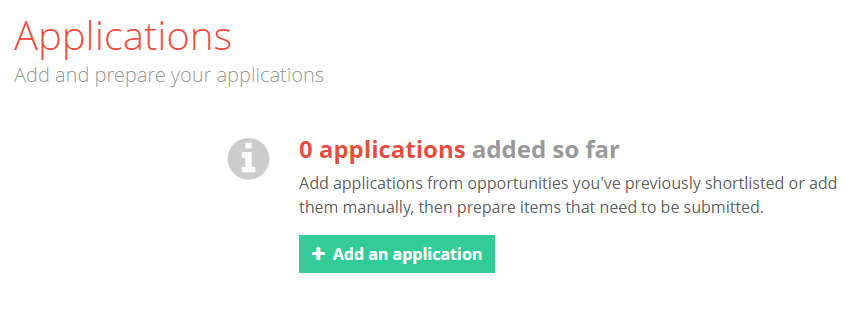 Applications
Add and prepare your applications
0 applications added so far
Add applications from opportunities you've previously shortlisted or add
them manually, then prepare items that need to be submitted.
+ Add an application